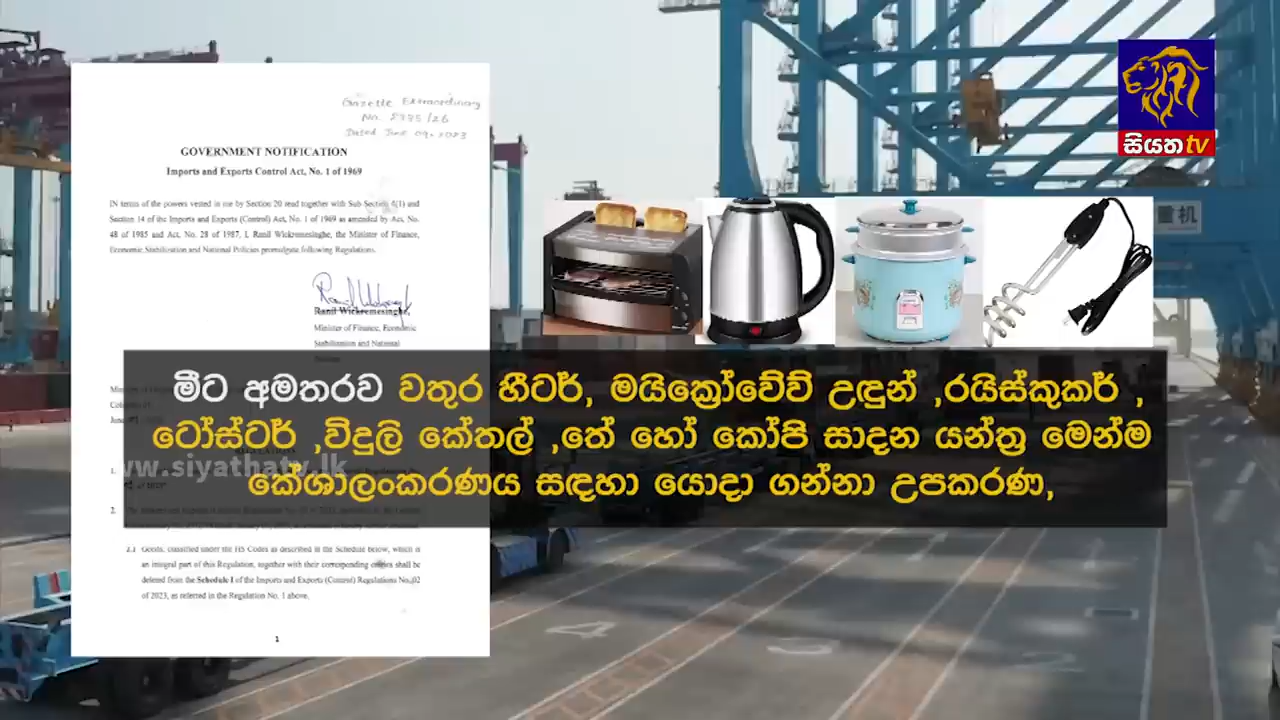 සියත tv
Gazette Extraordinary
Dated June 09, 2023
GOVERNMENT NOTIFICATION
Imports and Exports Control Act, No. 1 of 1969
IN terms of the powers vested in me by Section 20 read together with Sub Section 4(1) and
Section 14 of the Imports and Exports (Control) Act, No. 1 of 1969 as amended by Act, No.
48 of 1985 and Act, No. 28 of 1987, I, Ranil Wickremesinghe, the Minister of Finance,
Economic Stabilization and National Policies promulgate following Regulations.
Ranil Wickremesinghe,
Minister of Finance, Economic
Stabilization and National
重机
මීට අමතරව වතුර හීටර්, මයික්‍රෝවේව් උඳුන් ,රයිස්කුකර් ,
ටෝස්ටර් ,විදුලි කේතල් ,තේ හෝ කෝපි සාදන යන්ත්‍ර මෙන්ම
කේශාලංකරණය සඳහා යොදා ගන්නා උපකරණ,
www.siyathatv.lk
1.
2.
2.1 Goods, classified under the HS Codes as described in the Schedule below, which is
an integral part of this Regulation, together with their corresponding entries shall be
deleted from the Schedule I of the Imports and Exports (Control) Regulations No. 02
of 2023, as referred in the Regulation No. 1 above.
1
4
3
2